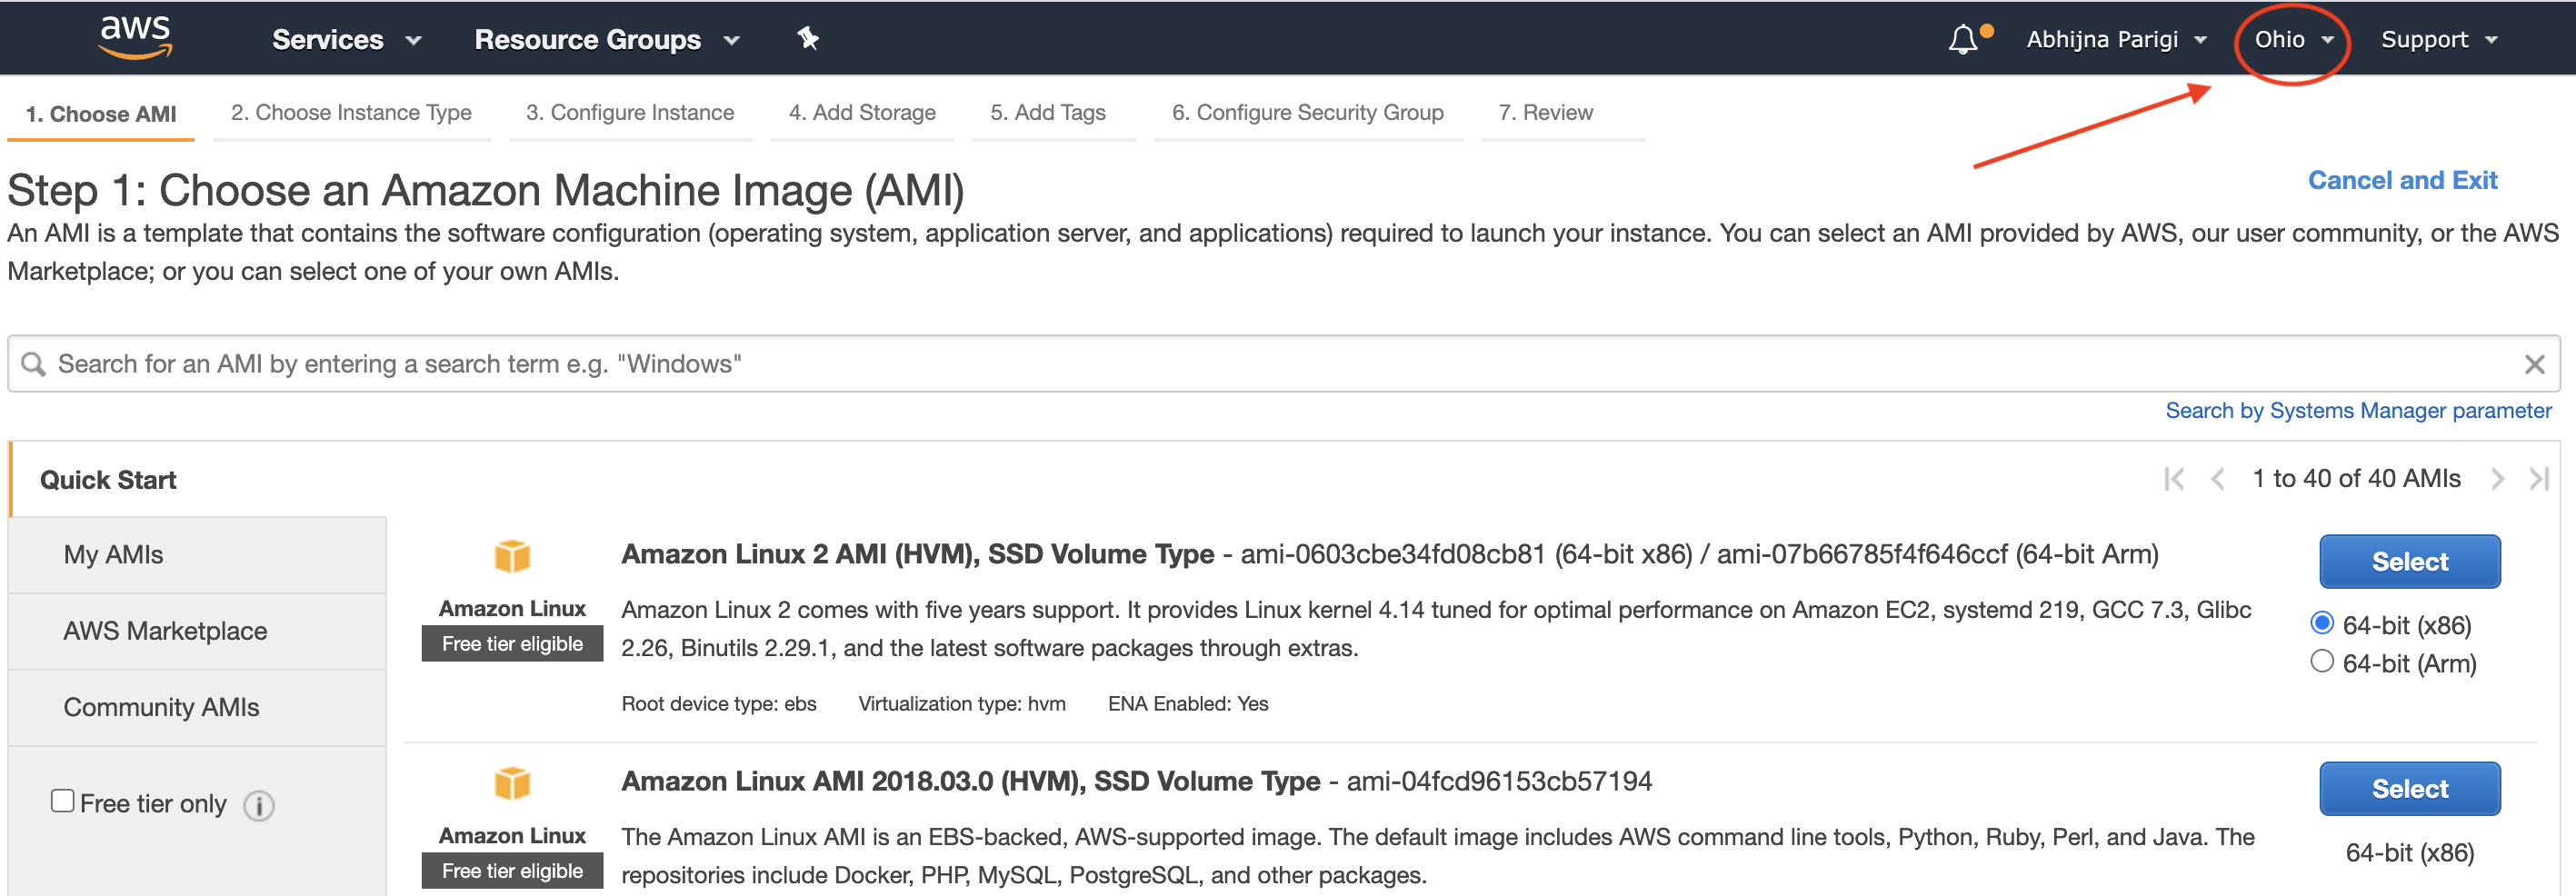 aws Services Resource Groups Abhijna Parigi Ohio Support
1. Choose AMI 2. Choose Instance Type 3. Configure Instance 4. Add Storage 5. Add Tags 6. Configure Security Group 7. Review
Step 1: Choose an Amazon Machine Image (AMI)
Cancel and Exit
An AMI is a template that contains the software configuration (operating system, application server, and applications) required to launch your instance. You can select an AMI provided by AWS, our user community, or the AWS
Marketplace; or you can select one of your own AMIs.
Search for an AMI by entering a search term e.g. "Windows"
Search by Systems Manager parameter
Quick Start
1 to 40 of 40 AMIs
My AMIs
AWS Marketplace
Community AMIs
Free tier only
Amazon Linux
Free tier eligible
Amazon Linux 2 AMI (HVM), SSD Volume Type - ami-0603cbe34fd08cb81 (64-bit x86) / ami-07b66785f4f646ccf (64-bit Arm)
Amazon Linux 2 comes with five years support. It provides Linux kernel 4.14 tuned for optimal performance on Amazon EC2, systemd 219, GCC 7.3, Glibc
2.26, Binutils 2.29.1, and the latest software packages through extras.
Root device type: ebs Virtualization type: hvm ENA Enabled: Yes
Select
64-bit (x86)
64-bit (Arm)
Amazon Linux
Free tier eligible
Amazon Linux AMI 2018.03.0 (HVM), SSD Volume Type - ami-04fcd96153cb57194
The Amazon Linux AMI is an EBS-backed, AWS-supported image. The default image includes AWS command line tools, Python, Ruby, Perl, and Java. The
repositories include Docker, PHP, MySQL, PostgreSQL, and other packages.
Select
64-bit (x86)